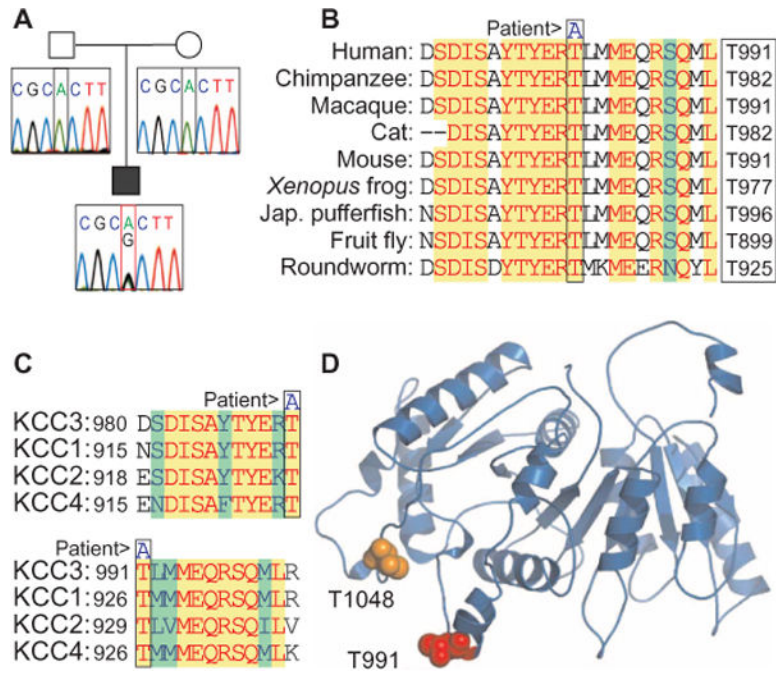 A
CGCACTT
CGCACTT
CGCACTT
G
B
Patient> A
Human: DSDISAYTYERTLMMEQRSQML T991
Chimpanzee: DSDISAYTYERTLMMEQRSQML T982
Macaque: DSDISAYTYERTLMMEQRSQML T991
Cat: --DISAYTYERTLMMEQRSQML T982
Mouse: DSDISAYTYERTLMMEQRSQML T991
Xenopus frog: DSDISAYTYERTLMMEQRSQML T977
Jap. pufferfish: NSDISAYTYERTLMMEQRSQML T996
Fruit fly: NSDISAYTYERTLMMEQRSQML T899
Roundworm: DSDISDYTYERTMKMEERNQYL T925
C
Patient> A
KCC3: 980 DSDISAYTYERT
KCC1: 915 NSDISAYTYERT
KCC2: 918 ESDISAYTYEKT
KCC4: 915 ENDISAFTYERT
Patient> A
KCC3: 991 TLMMEQRSQMLR
KCC1: 926 TMMMEQRSQMLR
KCC2: 929 TLVMEQRSQILV
KCC4: 926 TMMMEQRSQMLK
D
T1048
T991